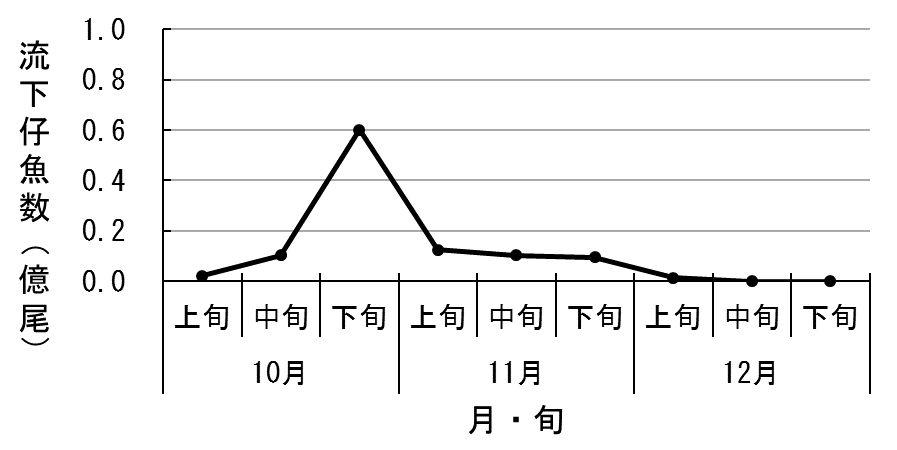 流下仔魚数（億尾）
1.0
0.8
0.6
0.4
0.2
0.0
上旬 中旬 下旬 上旬 中旬 下旬 上旬 中旬 下旬
10月 11月 12月
月・旬